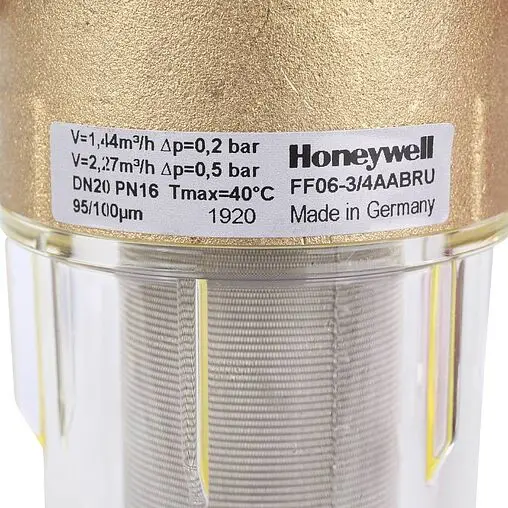 V=1,44m³/h Δp=0,2 bar
V=2,27m³/h Δp=0,5 bar
DN20 PN16 Tmax=40°C
95/100µm 1920
Honeywell
FF06-3/4AABRU
Made in Germany